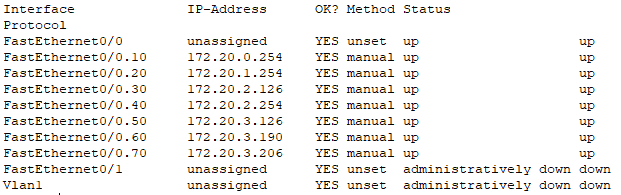 Interface IP-Address OK? Method Status
Protocol
FastEthernet0/0 unassigned YES unset up up
FastEthernet0/0.10 172.20.0.254 YES manual up up
FastEthernet0/0.20 172.20.1.254 YES manual up up
FastEthernet0/0.30 172.20.2.126 YES manual up up
FastEthernet0/0.40 172.20.2.254 YES manual up up
FastEthernet0/0.50 172.20.3.126 YES manual up up
FastEthernet0/0.60 172.20.3.190 YES manual up up
FastEthernet0/0.70 172.20.3.206 YES manual up up
FastEthernet0/1 unassigned YES unset administratively down down
Vlan1 unassigned YES unset administratively down down